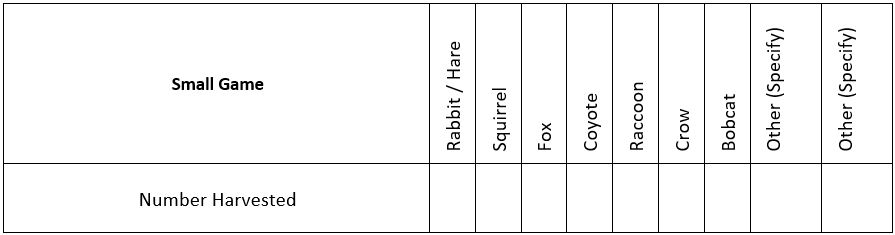 Small Game
Rabbit / Hare
Squirrel
Fox
Coyote
Raccoon
Crow
Bobcat
Other (Specify)
Other (Specify)
Number Harvested